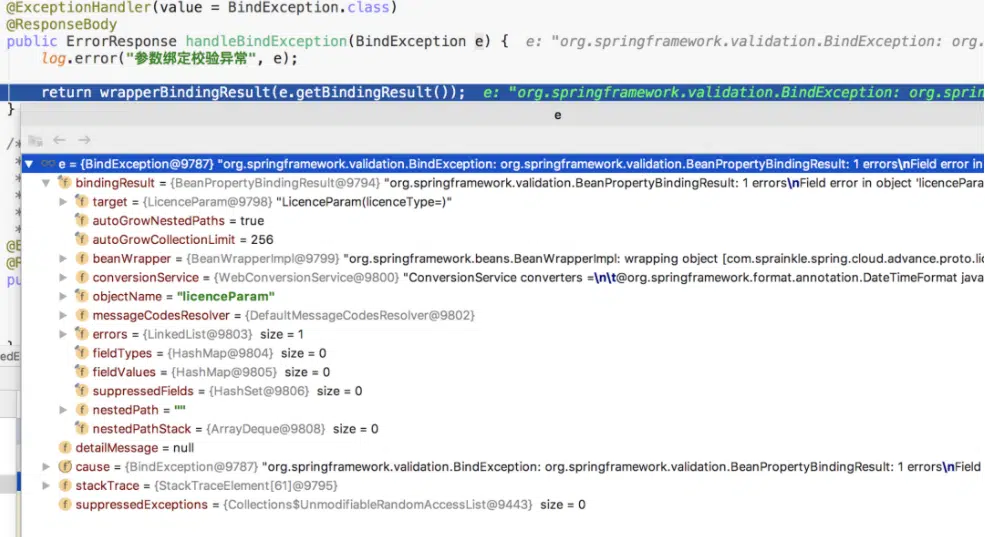 @ExceptionHandler(value = BindException.class)
@ResponseBody
public ErrorResponse handleBindException(BindException e) { e: "org.springframework.validation.BindException: org.
log.error("参数绑定校验异常", e);
return wrapperBindingResult(e.getBindingResult()); e: "org.springframework.validation.BindException: org.sprin
}
e
/*
e = {BindException@9787} "org.springframework.validation.BindException: org.springframework.validation.BeanPropertyBindingResult: 1 errors\nField error in
* bindingResult = {BeanPropertyBindingResult@9794} "org.springframework.validation.BeanPropertyBindingResult: 1 errors\nField error in object 'licencePara
* target = {LicenceParam@9798} "LicenceParam(licenceType=)"
* autoGrowNestedPaths = true
* autoGrowCollectionLimit = 256
@E beanWrapper = {BeanWrapperImpl@9799} "org.springframework.beans.BeanWrapperImpl: wrapping object [com.sprainkle.spring.cloud.advance.proto.lic
@R conversionService = {WebConversionService@9800} "ConversionService converters =\n\t@org.springframework.format.annotation.DateTimeFormat java
pu objectName = "licenceParam"
messageCodesResolver = {DefaultMessageCodesResolver@9802}
errors = {LinkedList@9803} size = 1
} fieldTypes = {HashMap@9804} size = 0
edE fieldValues = {HashMap@9805} size = 0
suppressedFields = {HashSet@9806} size = 0
nestedPath = ""
nestedPathStack = {ArrayDeque@9808} size = 0
detailMessage = null
cause = {BindException@9787} "org.springframework.validation.BindException: org.springframework.validation.BeanPropertyBindingResult: 1 errors\nField
stackTrace = {StackTraceElement[61]@9795}
suppressedExceptions = {Collections$UnmodifiableRandomAccessList@9443} size = 0